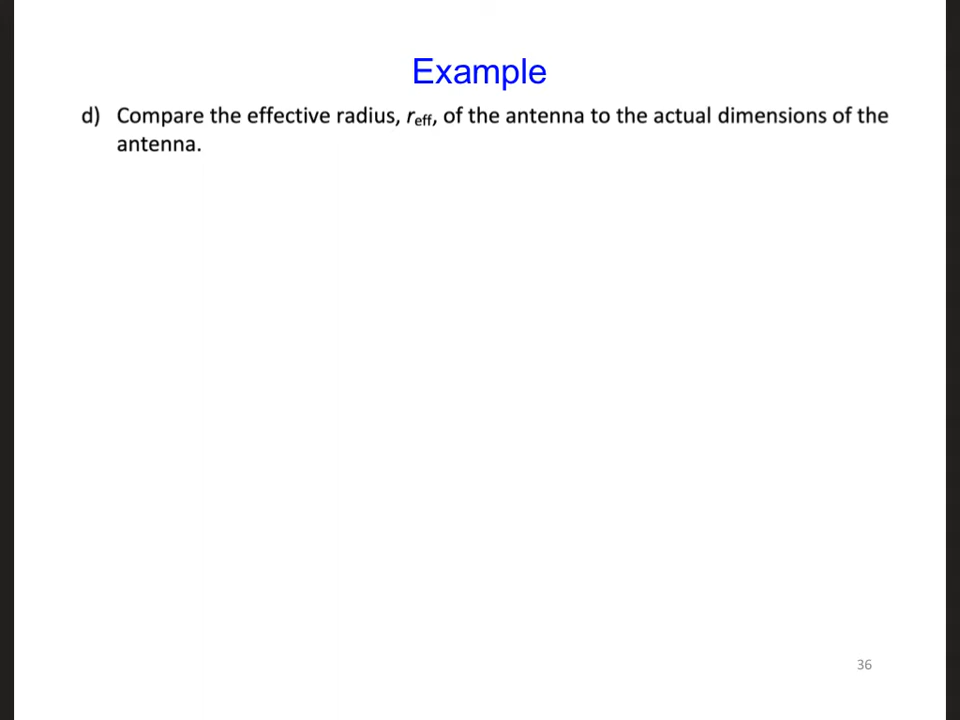 Example
d) Compare the effective radius, reff, of the antenna to the actual dimensions of the
antenna.
36